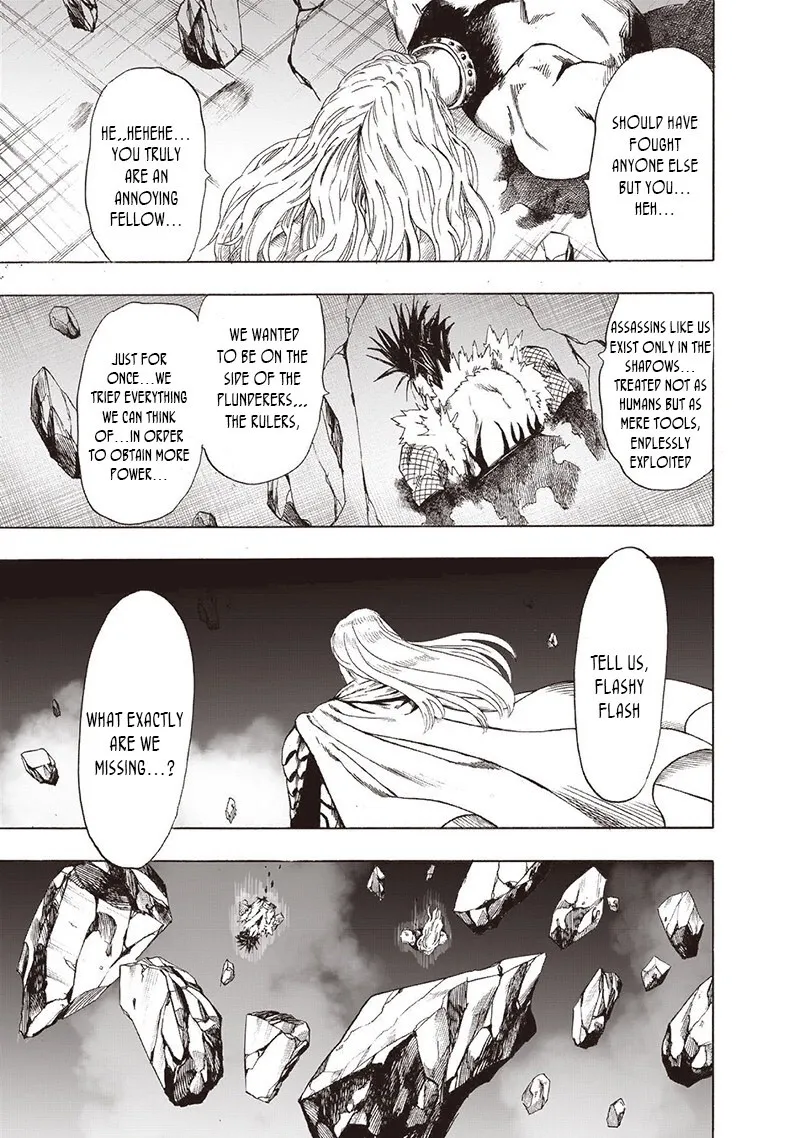 SHOULD HAVE
FOUGHT
ANYONE ELSE
BUT YOU...
HEH...
HE,,HEHEHE...
YOU TRULY
ARE AN
ANNOYING
FELLOW...
ASSASSINS LIKE US
EXIST ONLY IN THE
SHADOWS...
TREATED NOT AS
HUMANS BUT AS
MERE TOOLS,
ENDLESSLY
EXPLOITED
WE WANTED
TO BE ON THE
SIDE OF THE
PLUNDERERS,,,
THE RULERS,
JUST FOR
ONCE...WE
TRIED EVERYTHING
WE CAN THINK
OF...IN ORDER
TO OBTAIN MORE
POWER...
TELL US,
FLASHY
FLASH
WHAT EXACTLY
ARE WE
MISSING...?